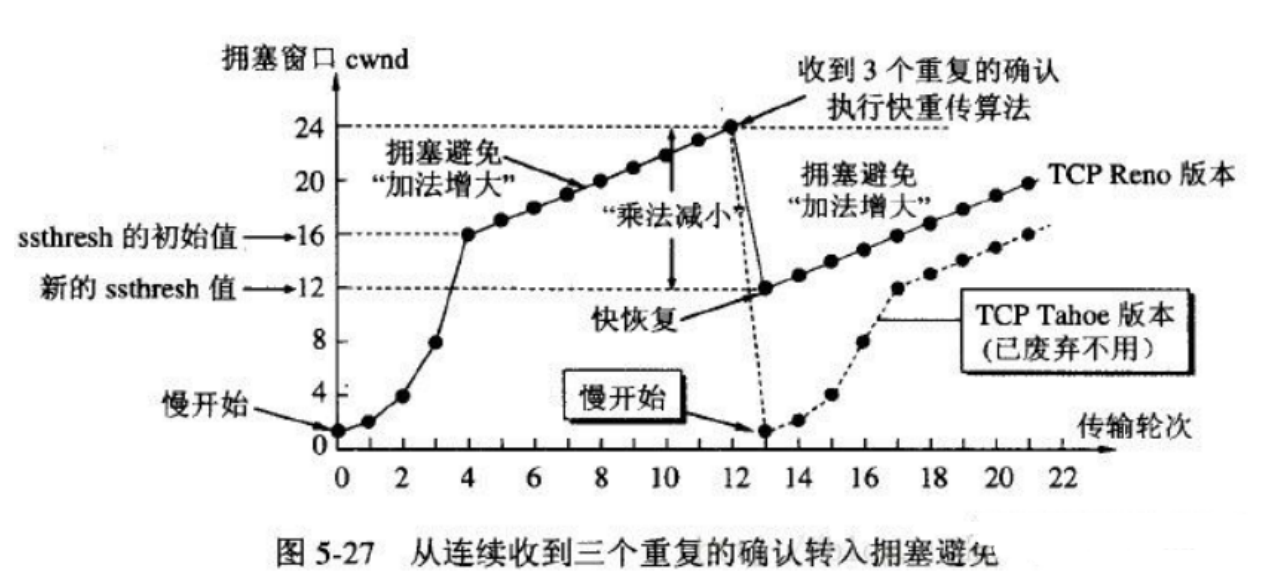 拥塞窗口 cwnd
收到 3 个重复的确认
执行快重传算法
24
拥塞避免
“加法增大”
20
拥塞避免
“加法增大”
TCP Reno 版本
“乘法减小”
ssthresh 的初始值
16
新的 ssthresh 值
12
快恢复
TCP Tahoe 版本
(已废弃不用）
8
4
慢开始
慢开始
传输轮次
0
0 2 4 6 8 10 12 14 16 18 20 22
图 5-27 从连续收到三个重复的确认转入拥塞避免